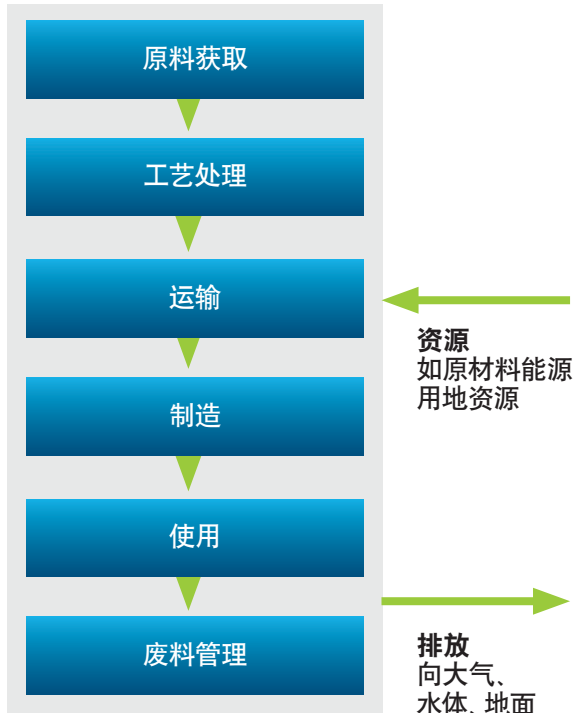 原料获取
工艺处理
运输
制造
使用
废料管理
资源
如原材料能源
用地资源
排放
向大气、
水体、地面